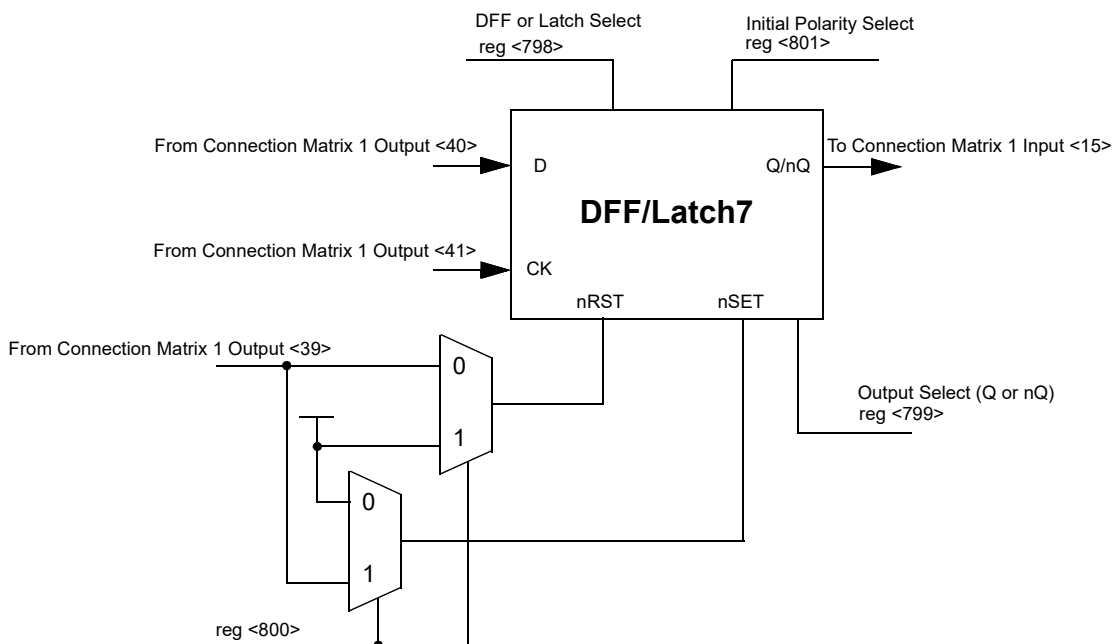 DFF or Latch Select
reg <798>
Initial Polarity Select
reg <801>
From Connection Matrix 1 Output <40>
D
Q/nQ
To Connection Matrix 1 Input <15>
DFF/Latch7
From Connection Matrix 1 Output <41>
CK
nRST
nSET
From Connection Matrix 1 Output <39>
0
1
Output Select (Q or nQ)
reg <799>
0
1
reg <800>